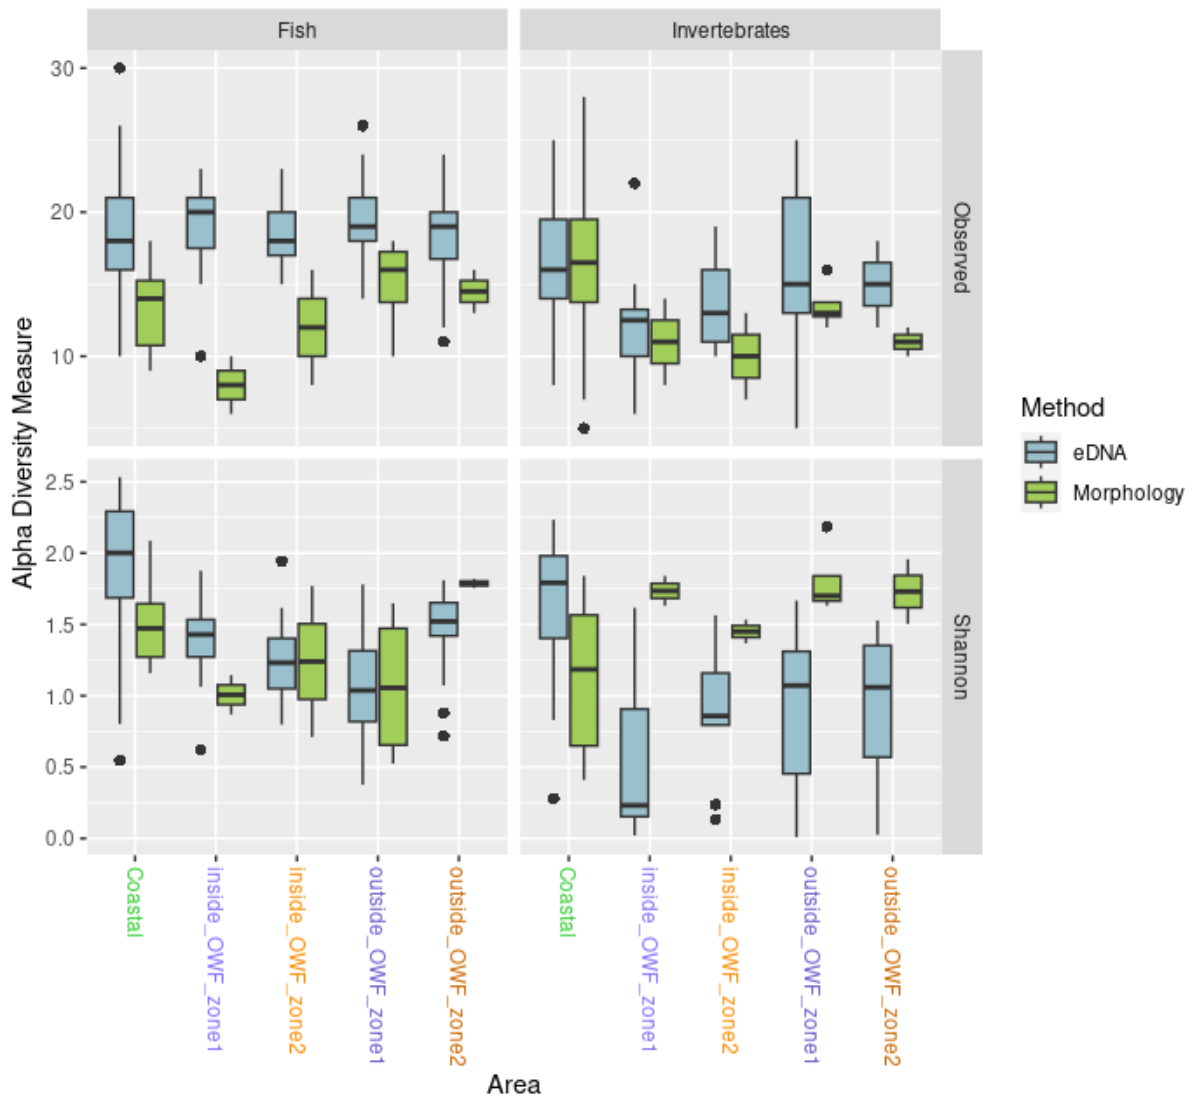 Fish
Invertebrates
30
20
10
Observed
2.5
2.0
1.5
1.0
0.5
0.0
Shannon
Alpha Diversity Measure
Coastal
inside_OWF_zone1
inside_OWF_zone2
outside_OWF_zone1
outside_OWF_zone2
Coastal
inside_OWF_zone1
inside_OWF_zone2
outside_OWF_zone1
outside_OWF_zone2
Area
Method
eDNA
Morphology